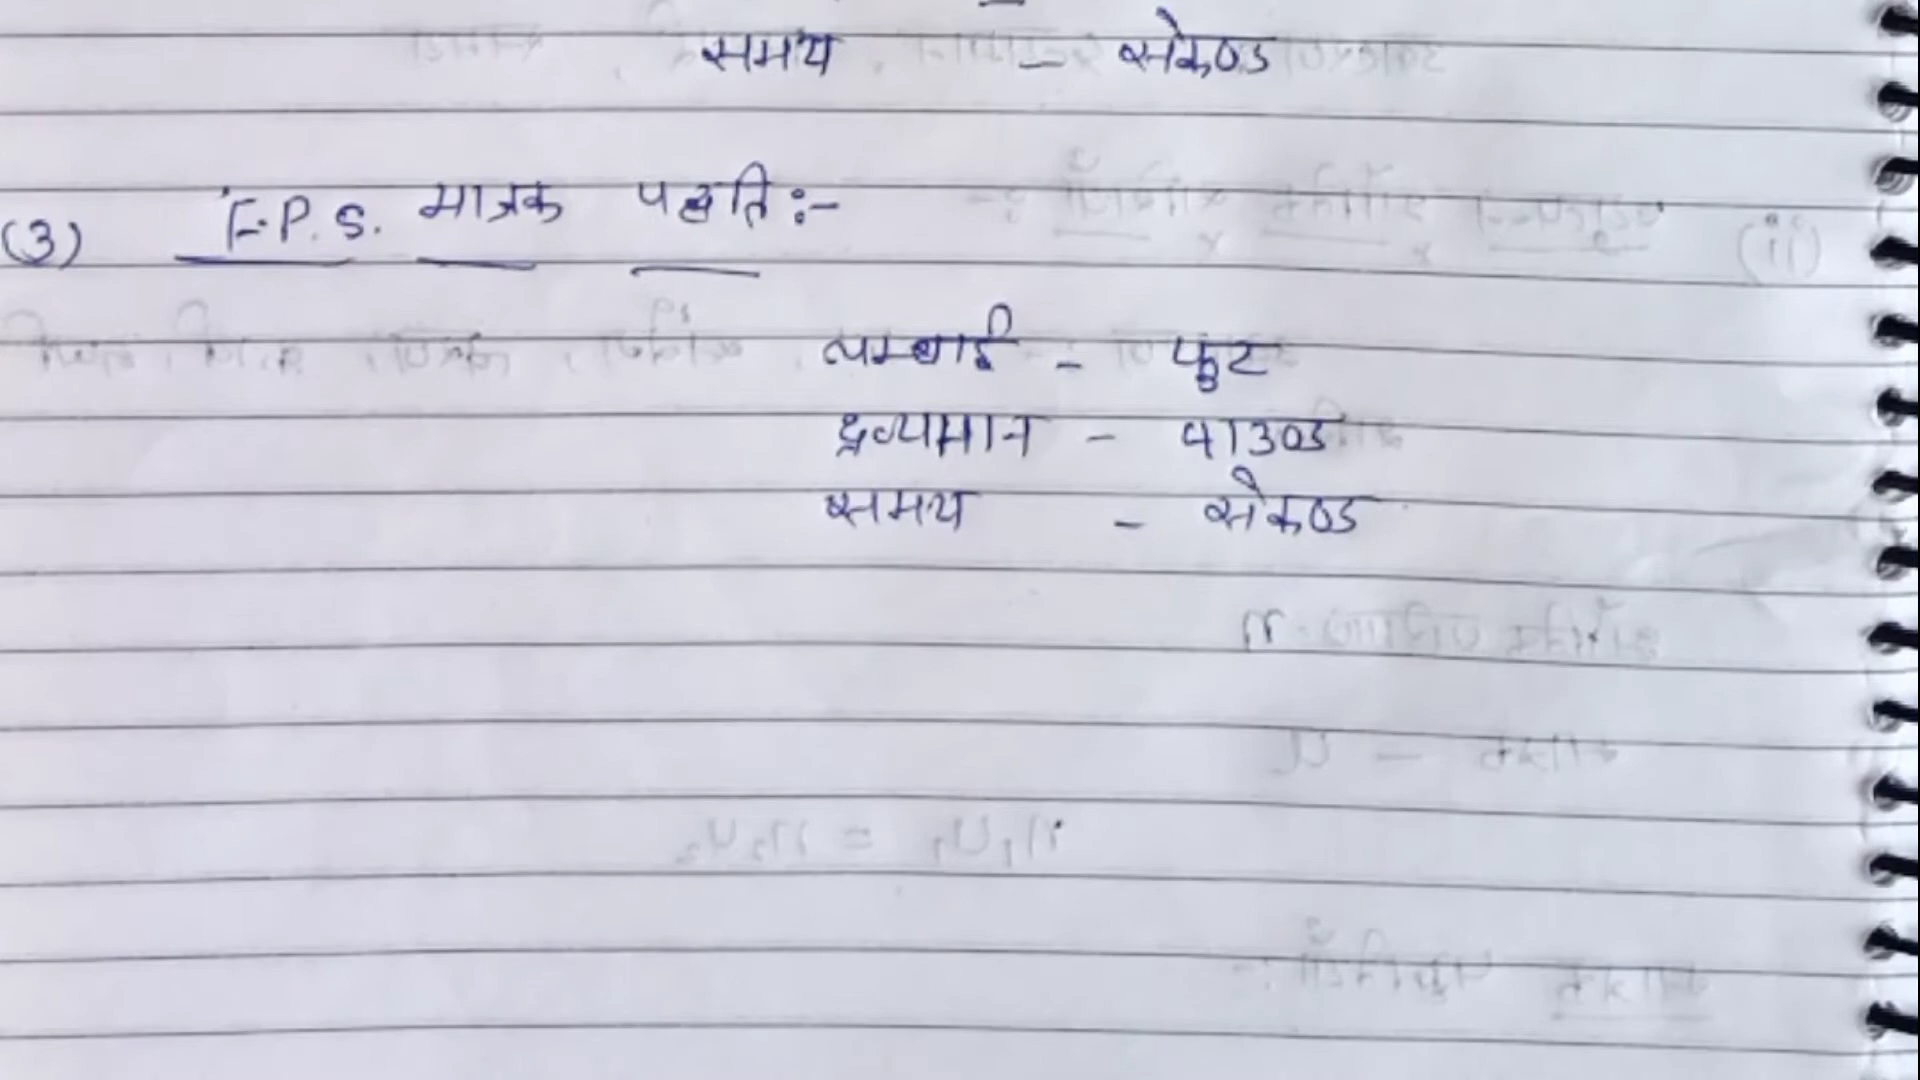 समय - सेकण्ड
(3) F.P.S. मात्रक पद्धति :-
लम्बाई - फुट
द्रव्यमान - पाउण्ड
समय - सेकण्ड